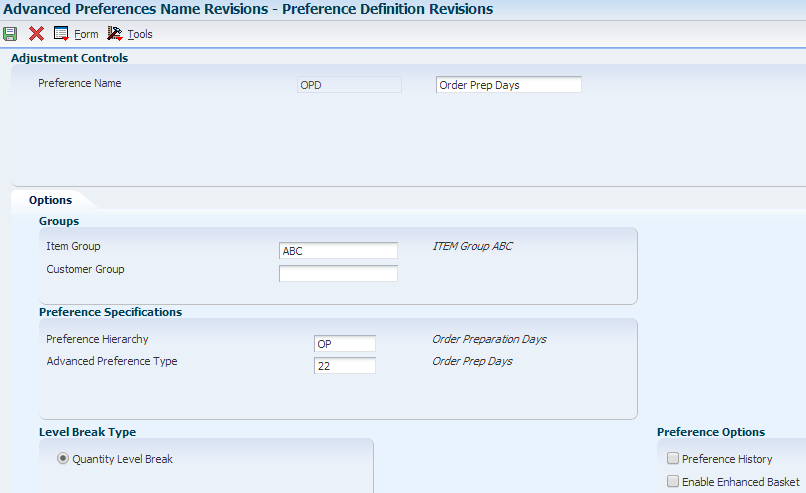 Advanced Preferences Name Revisions - Preference Definition Revisions
Form Tools
Adjustment Controls
Preference Name OPD Order Prep Days
Options
Groups
Item Group ABC ITEM Group ABC
Customer Group
Preference Specifications
Preference Hierarchy OP Order Preparation Days
Advanced Preference Type 22 Order Prep Days
Level Break Type Preference Options
Quantity Level Break Preference History
Enable Enhanced Basket